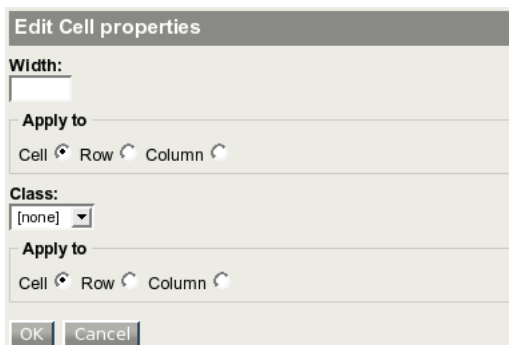 Edit Cell properties
Width:
Apply to
Cell Row Column
Class:
[none]
Apply to
Cell Row Column
OK Cancel